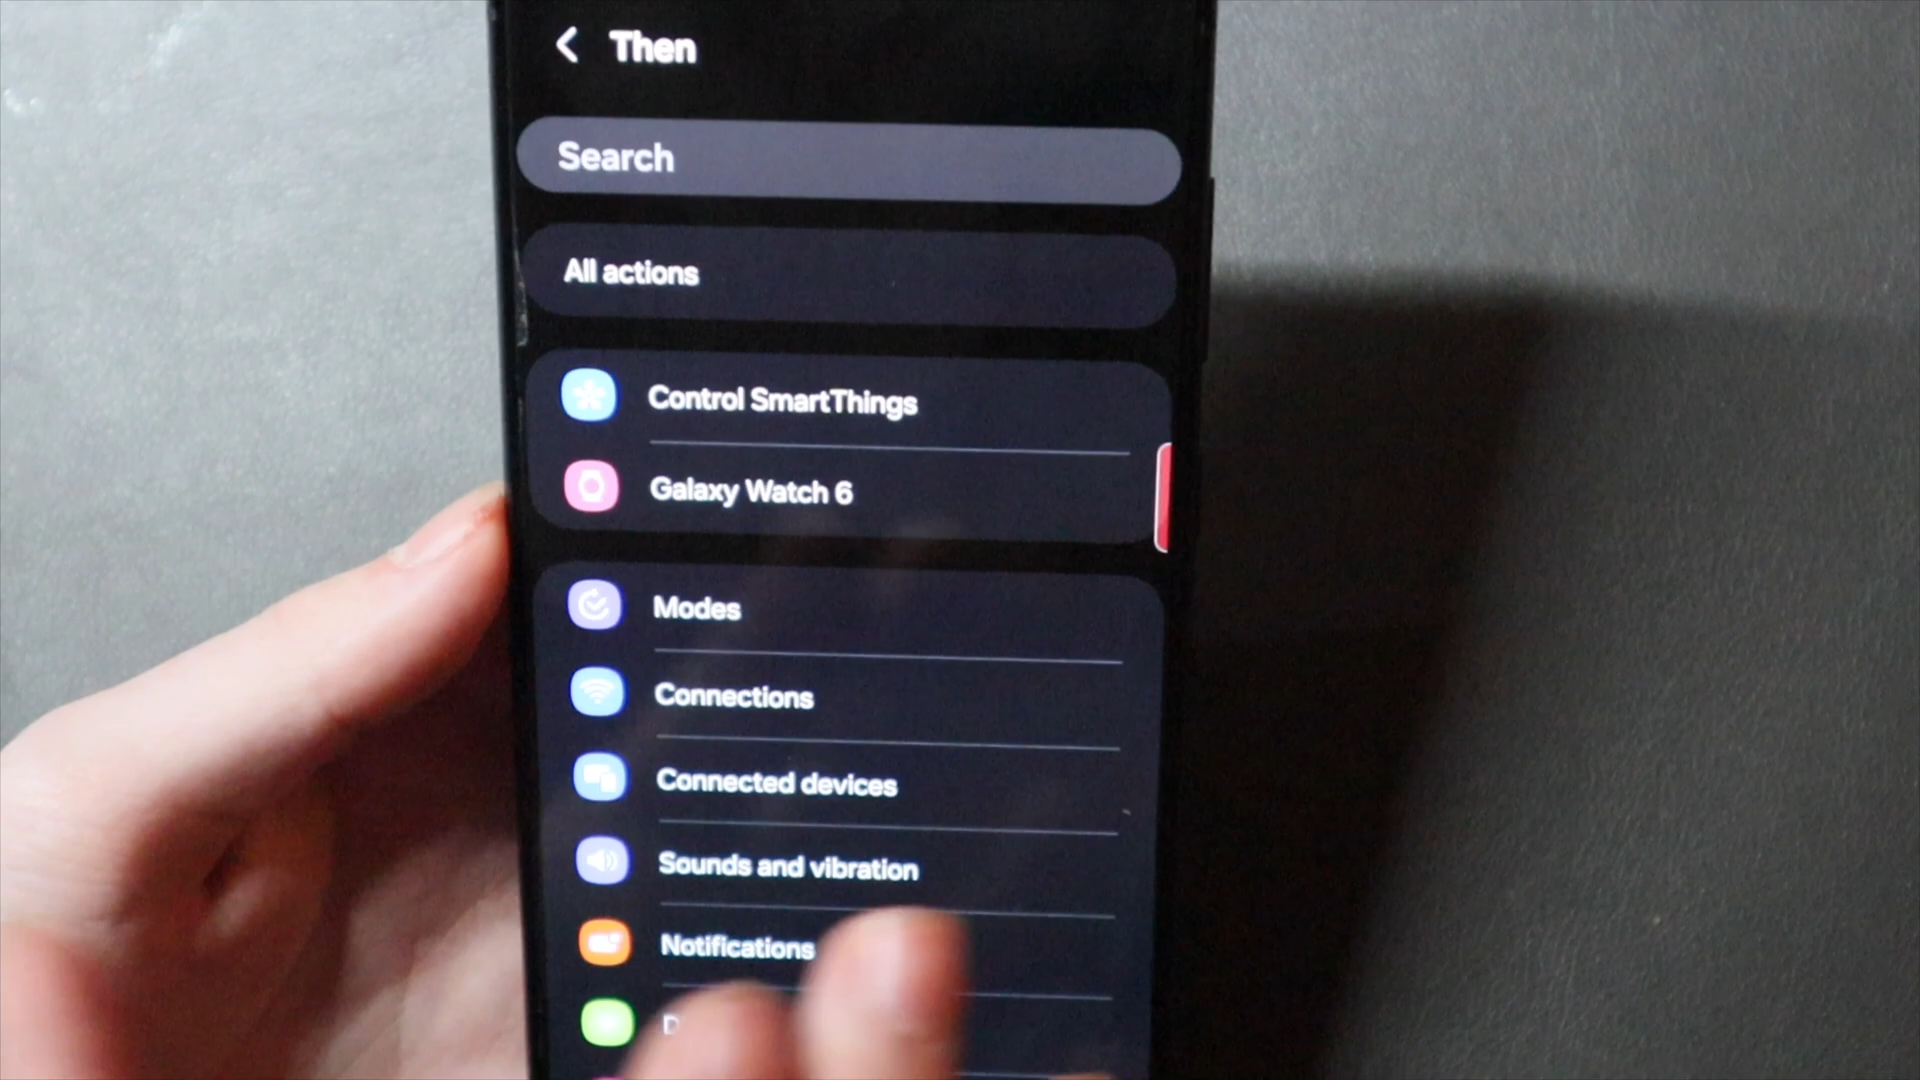 Then
Search
All actions
Control SmartThings
Galaxy Watch 6
Modes
Connections
Connected devices
Sounds and vibration
Notifications